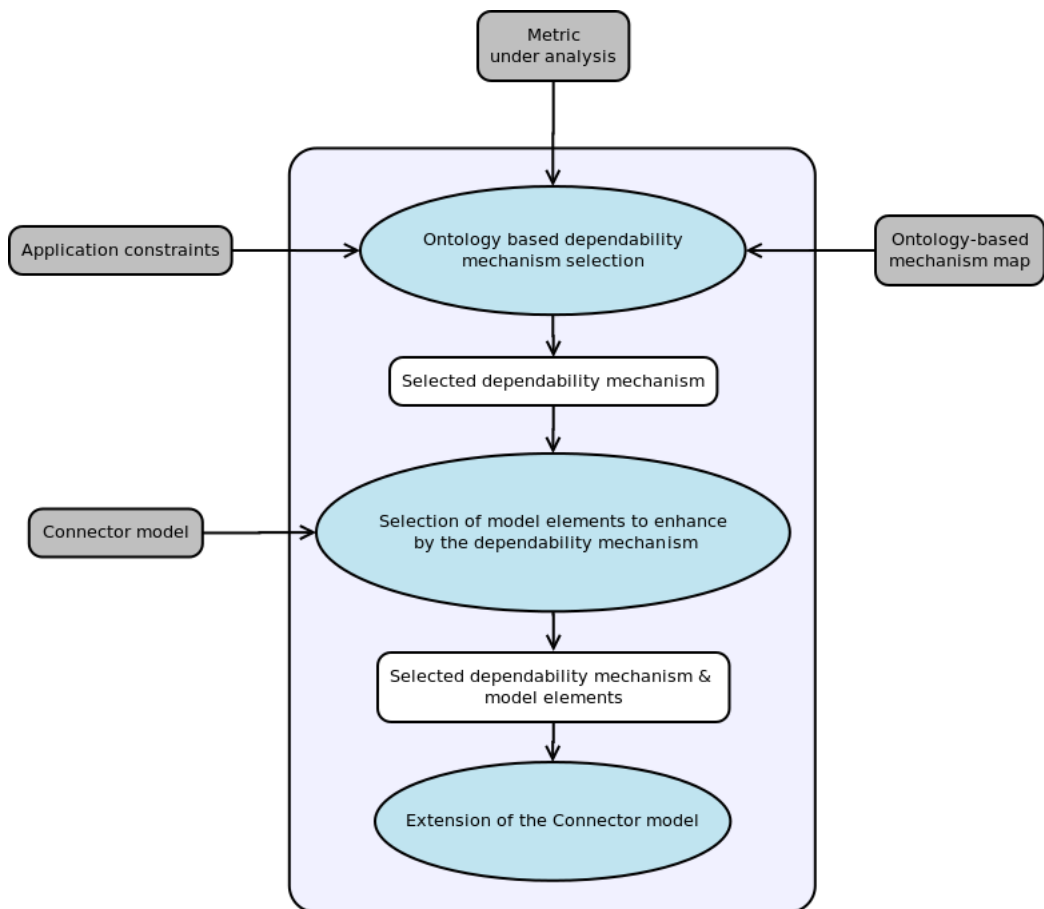 Metric
under analysis
Application constraints
Ontology based dependability
mechanism selection
Ontology-based
mechanism map
Selected dependability mechanism
Connector model
Selection of model elements to enhance
by the dependability mechanism
Selected dependability mechanism &
model elements
Extension of the Connector model